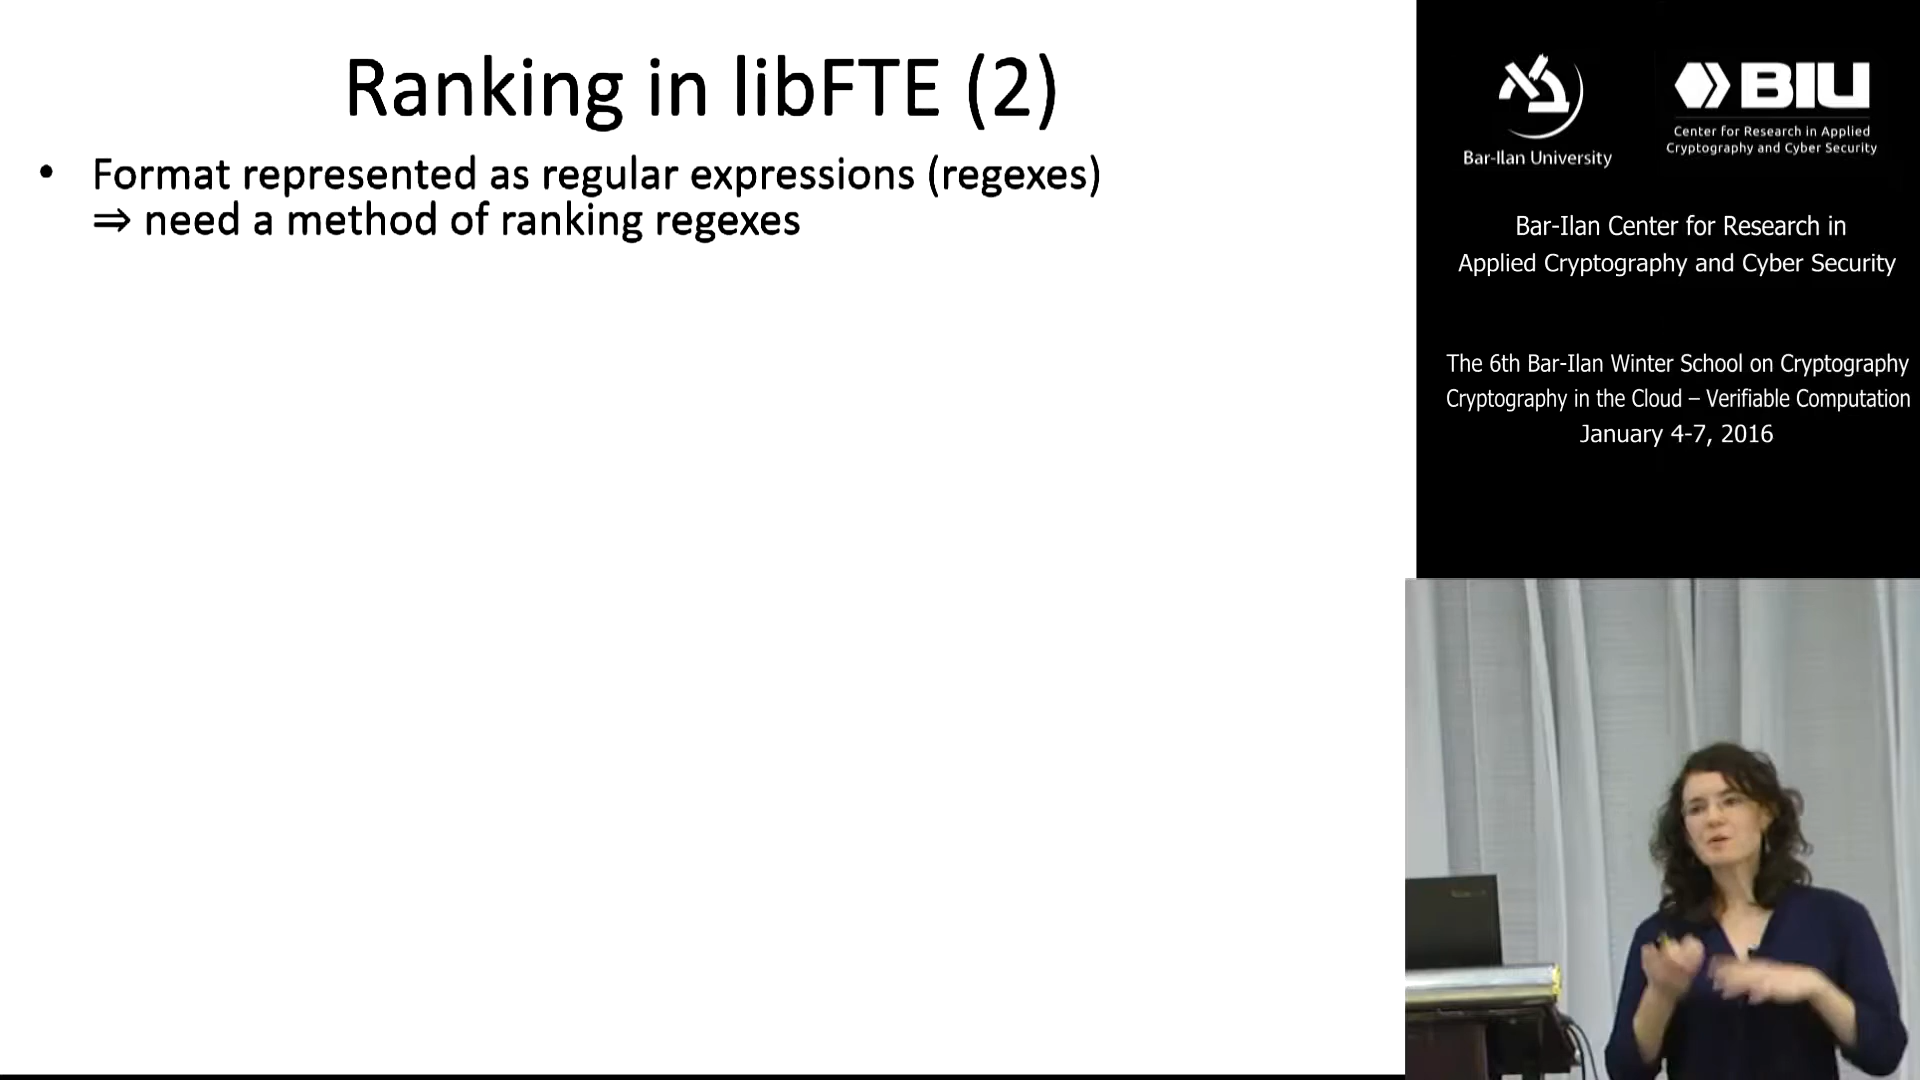 Ranking in libFTE (2)
• Format represented as regular expressions (regexes)
⇒ need a method of ranking regexes
Bar-Ilan University
BIU
Center for Research in Applied
Cryptography and Cyber Security
Bar-Ilan Center for Research in
Applied Cryptography and Cyber Security
The 6th Bar-Ilan Winter School on Cryptography
Cryptography in the Cloud – Verifiable Computation
January 4-7, 2016